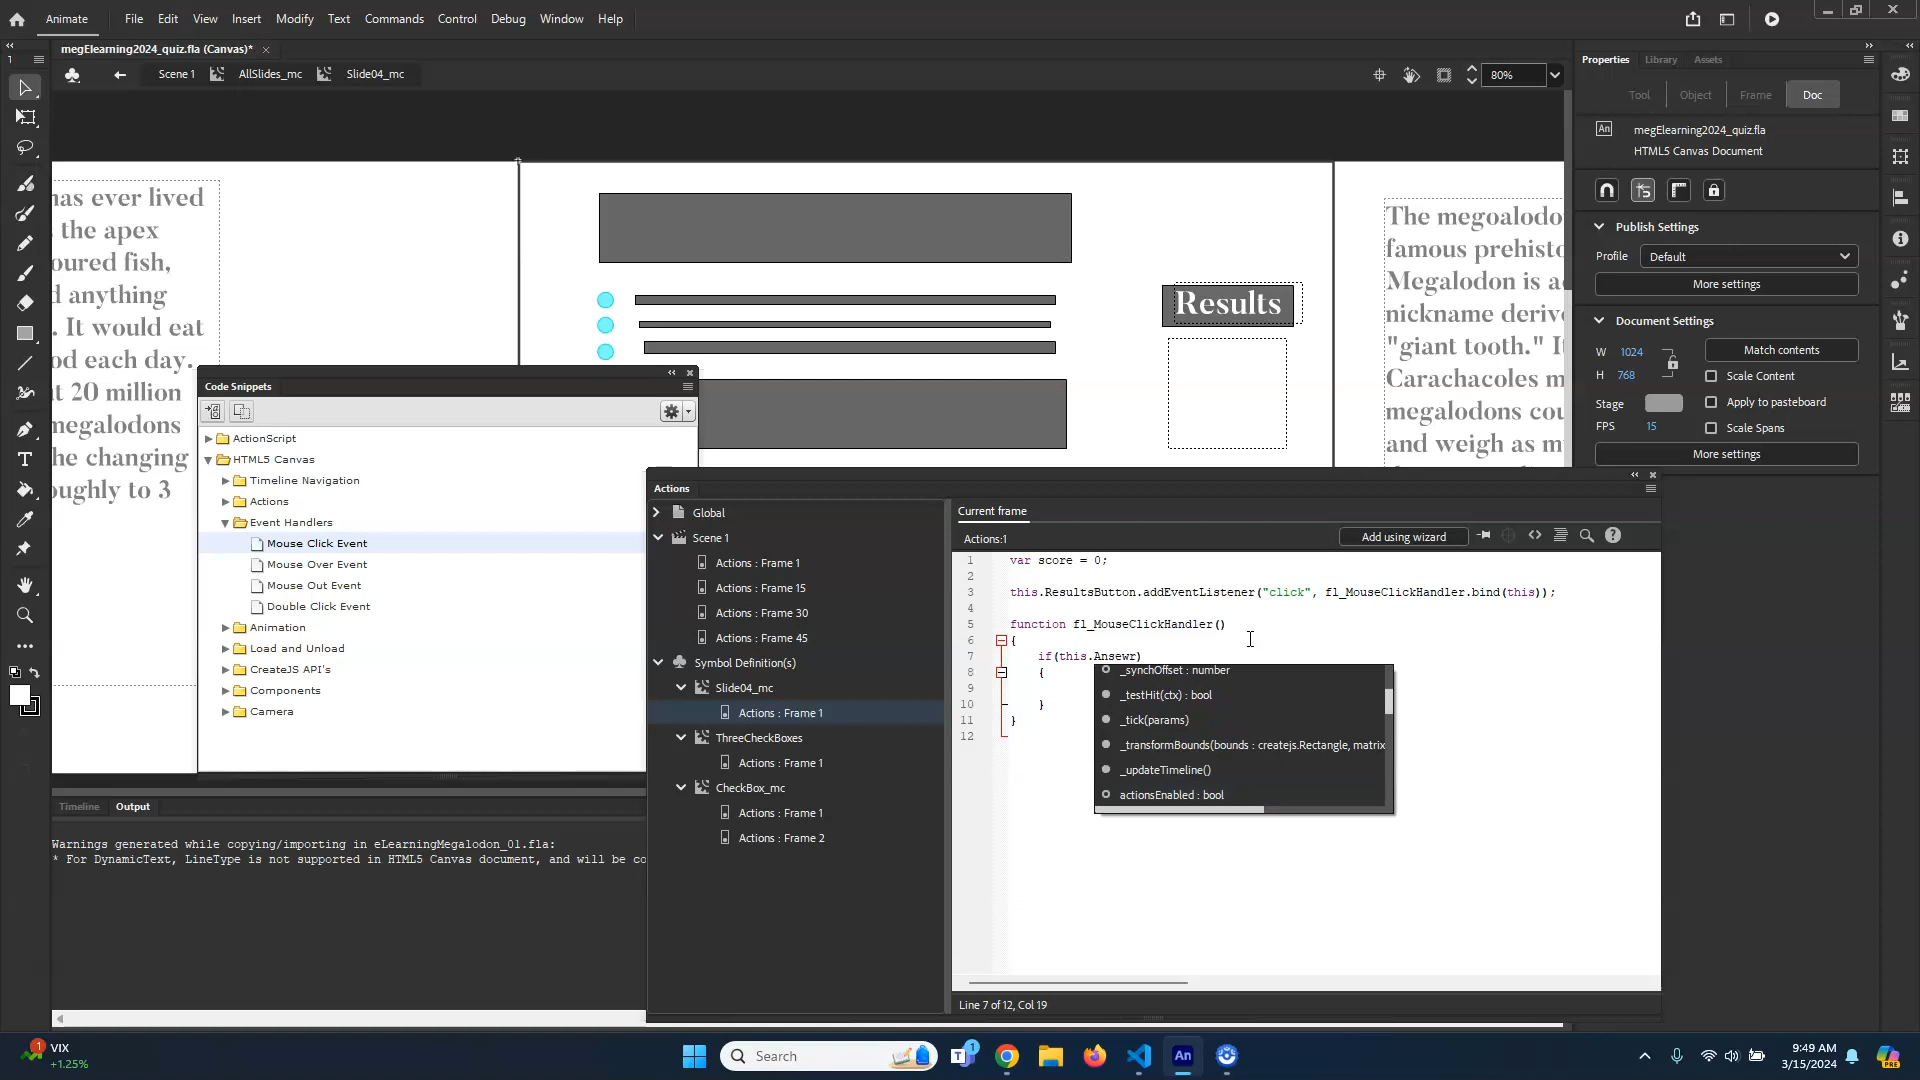 Animate
File Edit View Insert Modify Text Commands Control Debug Window Help
megElearning2024_quiz.fla (Canvas)*
Scene 1 AllSlides_mc Slide04_mc
80%
1
has ever lived
the apex
oured fish,
d anything
. It would eat
od each day.
t 20 million
megalodons
he changing
oughly to 3
Results
The megoalodo
famous prehisto
Megalodon is a
nickname derive
"giant tooth." I
Carachacoles m
megalodons cou
and weigh as m
Code Snippets
ActionScript
HTML5 Canvas
Timeline Navigation
Actions
Event Handlers
Mouse Click Event
Mouse Over Event
Mouse Out Event
Double Click Event
Animation
Load and Unload
CreateJS API's
Components
Camera
Timeline Output
Warnings generated while copying/importing in eLearningMegalodon_01.fla:
* For DynamicText, LineType is not supported in HTML5 Canvas document, and will be co
Actions
Global
Scene 1
Actions : Frame 1
Actions : Frame 15
Actions : Frame 30
Actions : Frame 45
Symbol Definition(s)
Slide04_mc
Actions : Frame 1
ThreeCheckBoxes
Actions : Frame 1
CheckBox_mc
Actions : Frame 1
Actions : Frame 2
Current frame
Actions:1
Add using wizard
1 var score = 0;
2
3 this.ResultsButton.addEventListener("click", fl_MouseClickHandler.bind(this));
4
5 function fl_MouseClickHandler()
6 {
7 if(this.Ansewr)
8 {
9
10 }
11 }
12
_synchOffset : number
_testHit(ctx) : bool
_tick(params)
_transformBounds(bounds : createjs.Rectangle, matrix
_updateTimeline()
actionsEnabled : bool
Line 7 of 12, Col 19
Properties Library Assets
Tool Object Frame Doc
An megElearning2024_quiz.fla
HTML5 Canvas Document
Publish Settings
Profile Default
More settings
Document Settings
W 1024 Match contents
H 768 Scale Content
Stage Apply to pasteboard
FPS 15 Scale Spans
More settings
1 VIX
+1.25%
Search
1
An
9:49 AM
3/15/2024
PRE